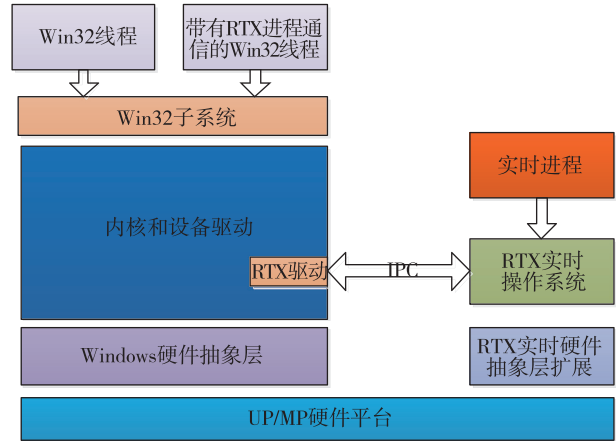 Win32线程
带有RTX进程通
信的Win32线程
Win32子系统
实时进程
内核和设备驱动
RTX驱动
IPC
RTX实时
操作系统
Windows硬件抽象层
RTX实时硬件
抽象层扩展
UP/MP硬件平台